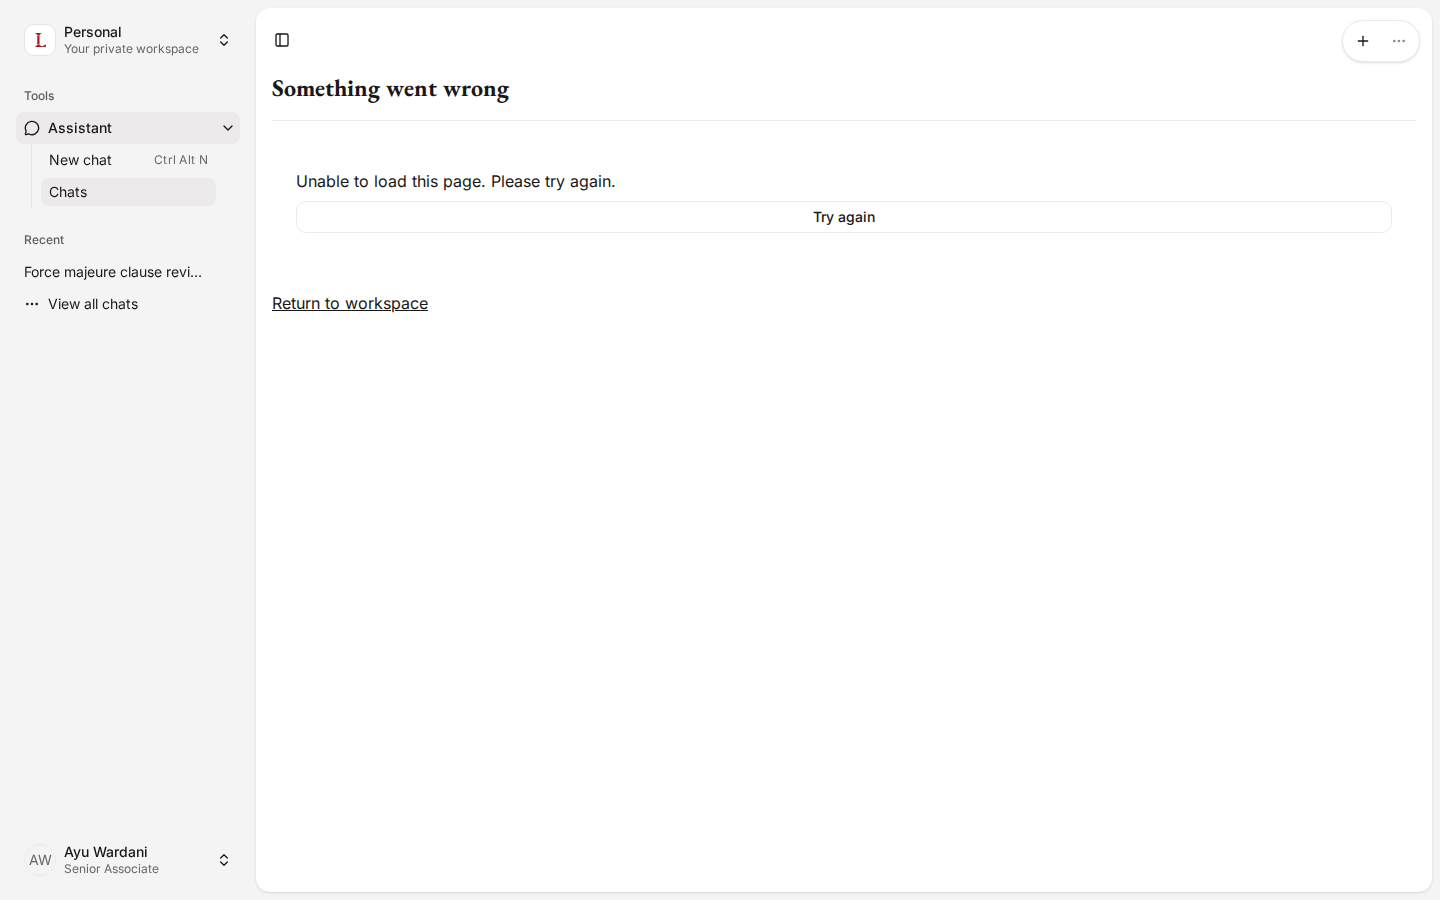 L
Personal
Your private workspace
Tools
Assistant
New chat Ctrl Alt N
Chats
Recent
Force majeure clause revi...
View all chats
AW
Ayu Wardani
Senior Associate
Something went wrong
Unable to load this page. Please try again.
Try again
Return to workspace